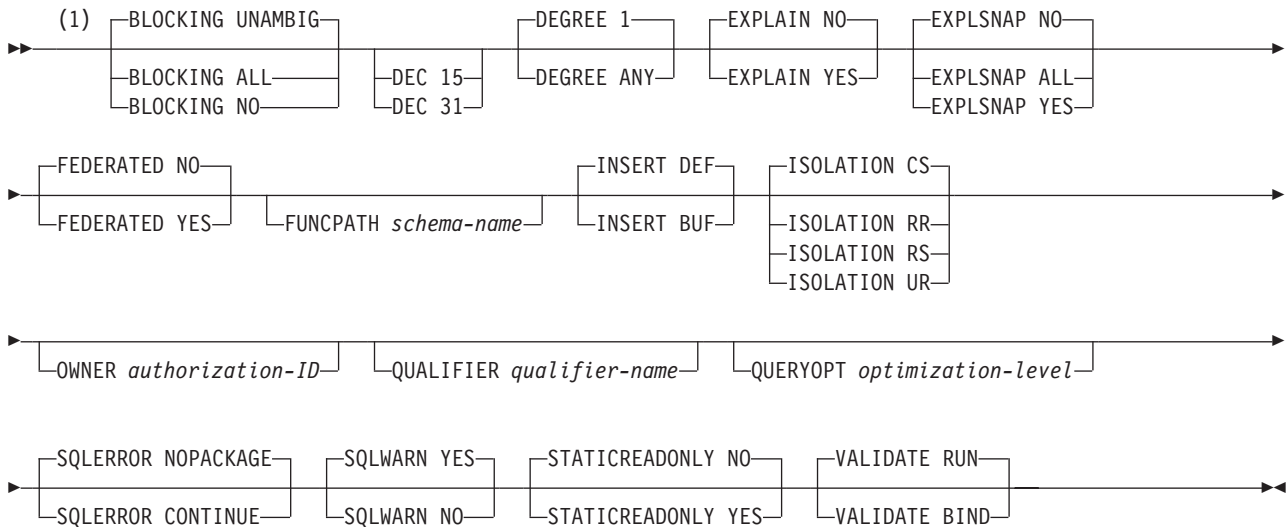 (1) BLOCKING UNAMBIG DEGREE 1 EXPLAIN NO EXPLSNAP NO
BLOCKING ALL DEC 15 DEGREE ANY EXPLAIN YES EXPLSNAP ALL
BLOCKING NO DEC 31 EXPLSNAP YES
FEDERATED NO INSERT DEF ISOLATION CS
FEDERATED YES FUNCPATH schema-name INSERT BUF ISOLATION RR
ISOLATION RS
ISOLATION UR
OWNER authorization-ID QUALIFIER qualifier-name QUERYOPT optimization-level
SQLERROR NOPACKAGE SQLWARN YES STATICREADONLY NO VALIDATE RUN
SQLERROR CONTINUE SQLWARN NO STATICREADONLY YES VALIDATE BIND